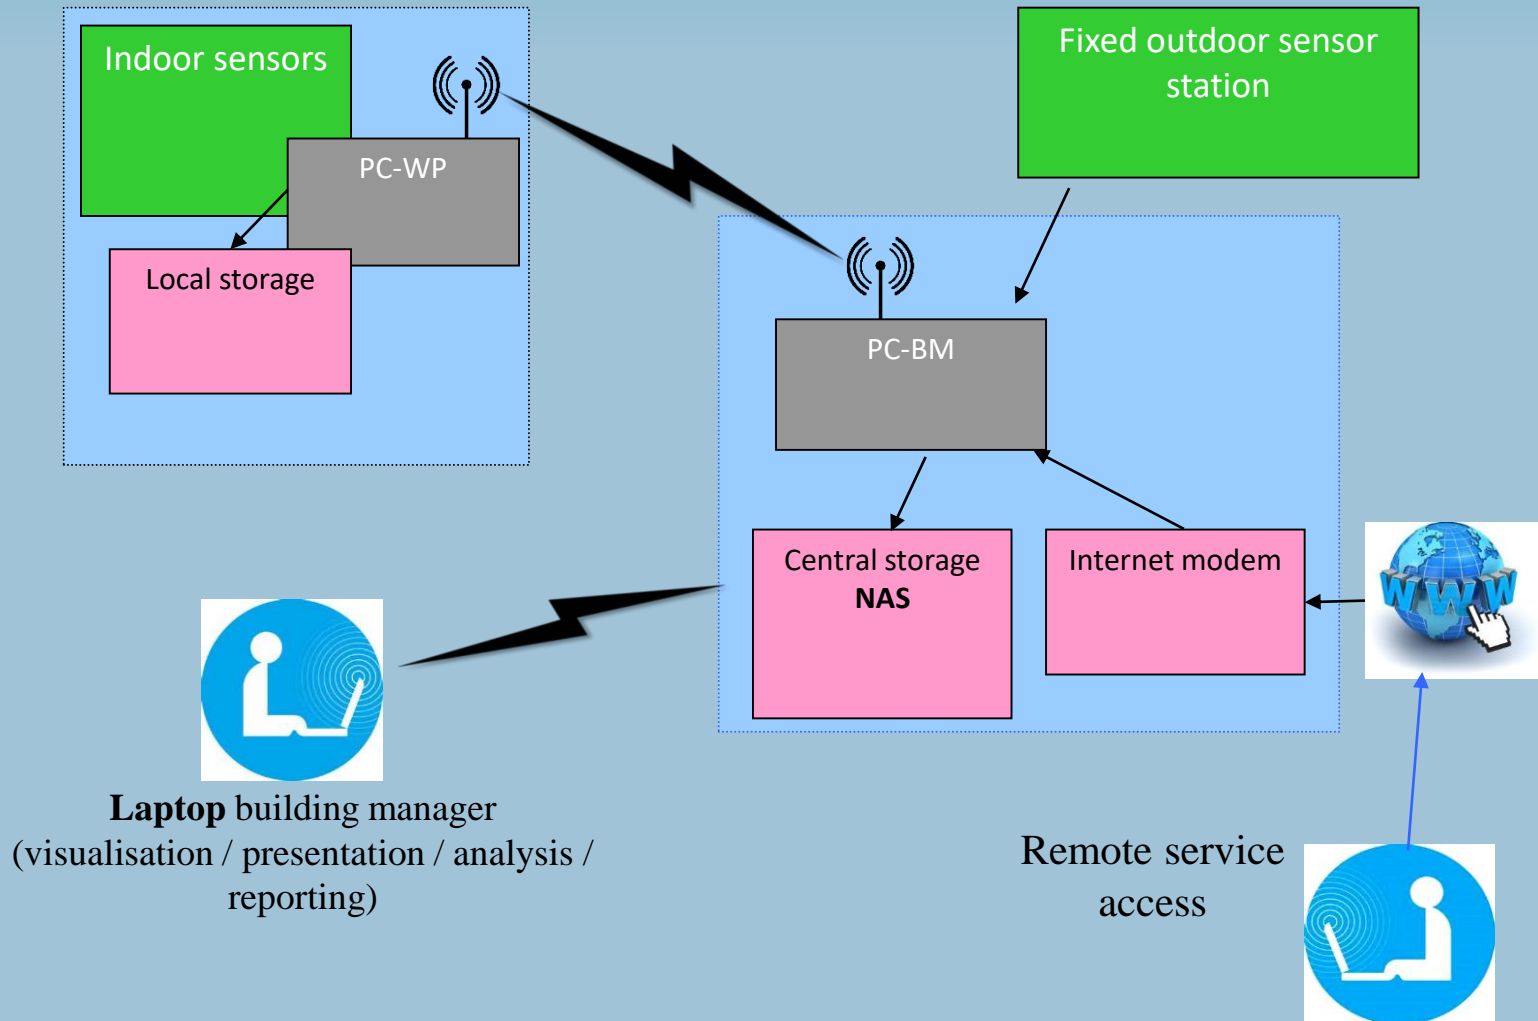 Indoor sensors
PC-WP
Local storage
Fixed outdoor sensor
station
PC-BM
Central storage
NAS
Internet modem
WWW
Laptop building manager
(visualisation / presentation / analysis /
reporting)
Remote service
access